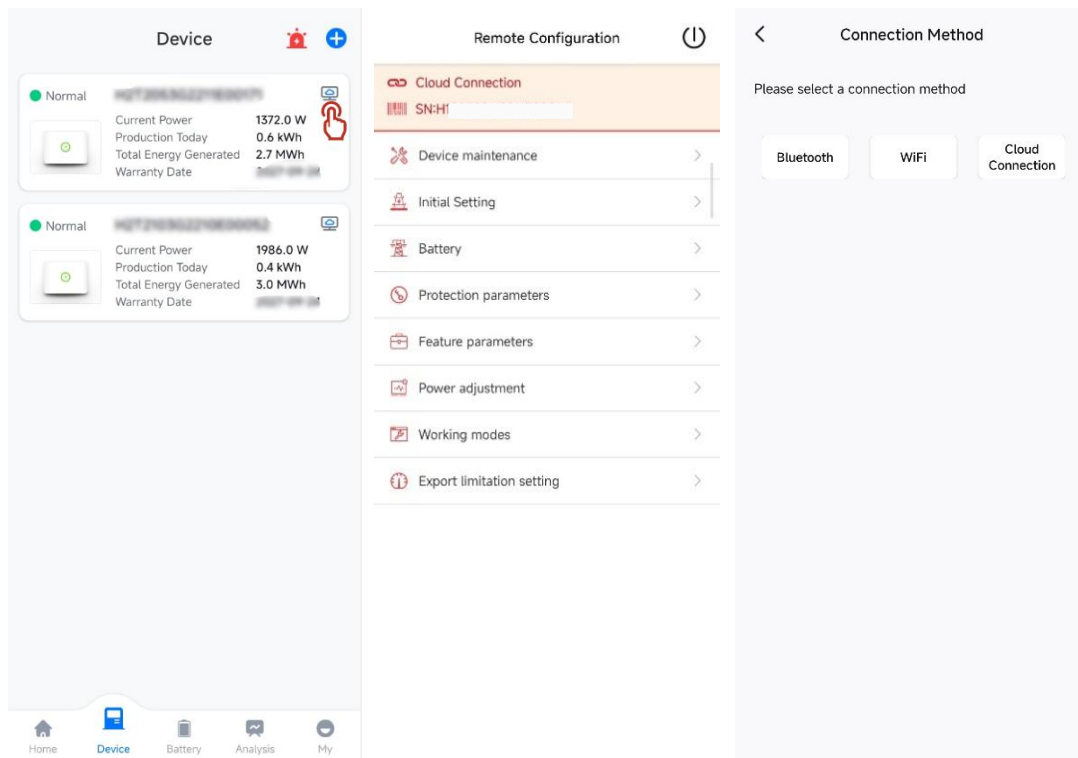 Device
Normal
Current Power 1372.0 W
Production Today 0.6 kWh
Total Energy Generated 2.7 MWh
Warranty Date
Normal
Current Power 1986.0 W
Production Today 0.4 kWh
Total Energy Generated 3.0 MWh
Warranty Date
Home Device Battery Analysis My
Remote Configuration
Cloud Connection
SN:H1
Device maintenance
Initial Setting
Battery
Protection parameters
Feature parameters
Power adjustment
Working modes
Export limitation setting
Connection Method
Please select a connection method
Bluetooth
WiFi
Cloud
Connection